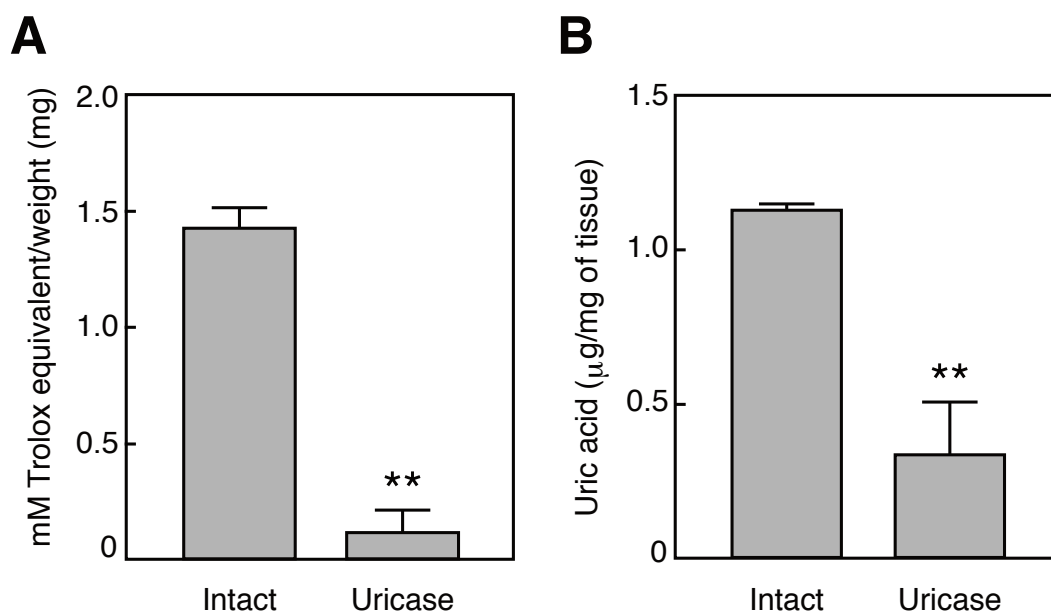 A
mM Trolox equivalent/weight (mg)
2.0
1.5
1.0
0.5
0
**
Intact Uricase
B
Uric acid (μg/mg of tissue)
1.5
1.0
0.5
0
**
Intact Uricase